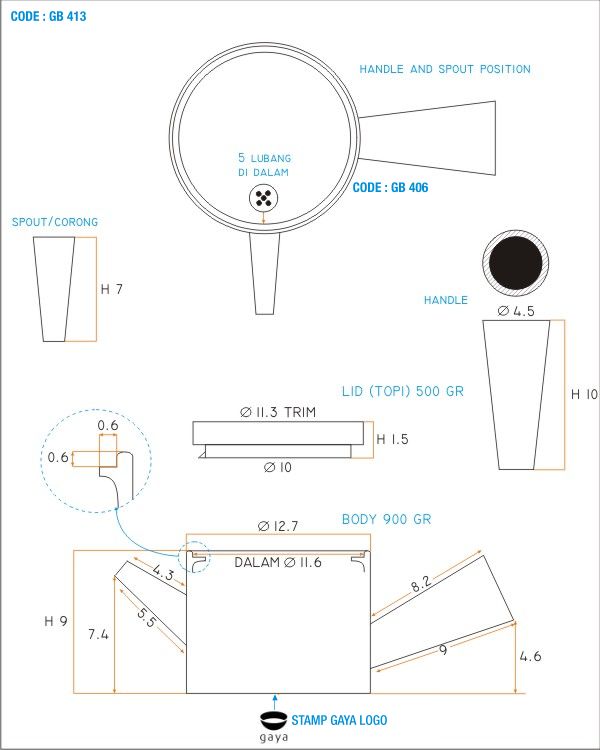 CODE : GB 413
HANDLE AND SPOUT POSITION
5 LUBANG
DI DALAM
CODE : GB 406
SPOUT/CORONG
H 7
HANDLE
Ø 4.5
H 10
LID (TOPI) 500 GR
Ø 11.3 TRIM
H 1.5
Ø 10
0.6
0.6
BODY 900 GR
Ø 12.7
DALAM Ø 11.6
4.3
5.5
8.2
9
H 9
7.4
4.6
STAMP GAYA LOGO
gaya